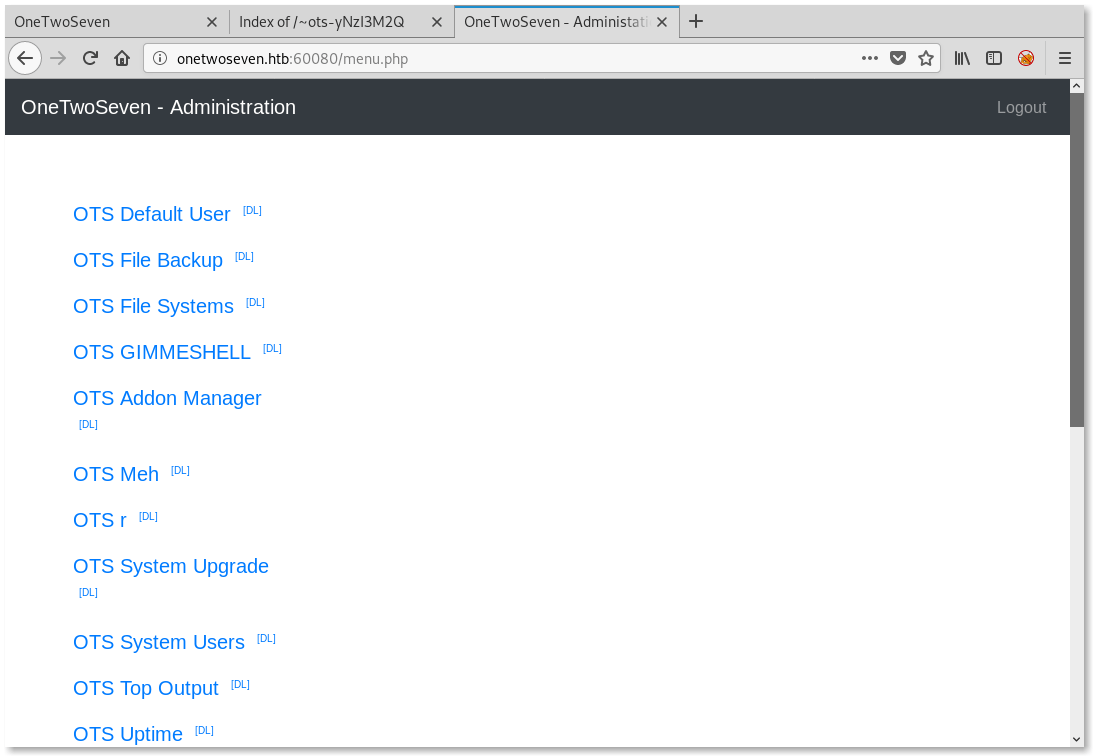 OneTwoSeven
Index of /~ots-yNzI3M2Q
OneTwoSeven - Administatio
onetwoseven.htb:60080/menu.php
OneTwoSeven - Administration
Logout
OTS Default User [DL]
OTS File Backup [DL]
OTS File Systems [DL]
OTS GIMMESHELL [DL]
OTS Addon Manager
[DL]
OTS Meh [DL]
OTS r [DL]
OTS System Upgrade
[DL]
OTS System Users [DL]
OTS Top Output [DL]
OTS Uptime [DL]